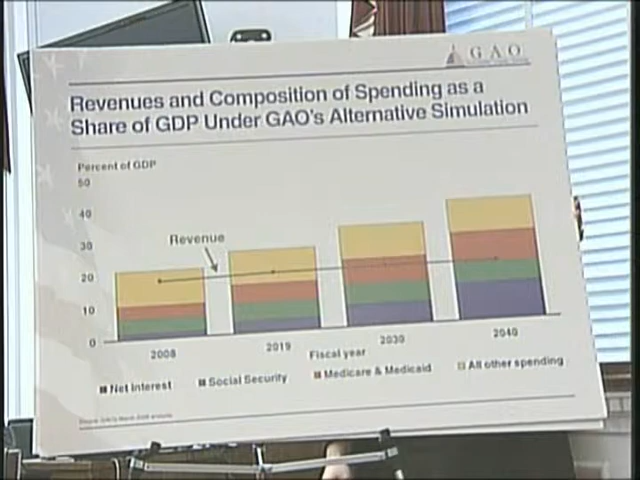 GAO
Revenues and Composition of Spending as a
Share of GDP Under GAO's Alternative Simulation
Percent of GDP
50
40
30
20
10
0
Revenue
2008
2019
2030
2040
Fiscal year
Net Interest
Social Security
Medicare & Medicaid
All other spending